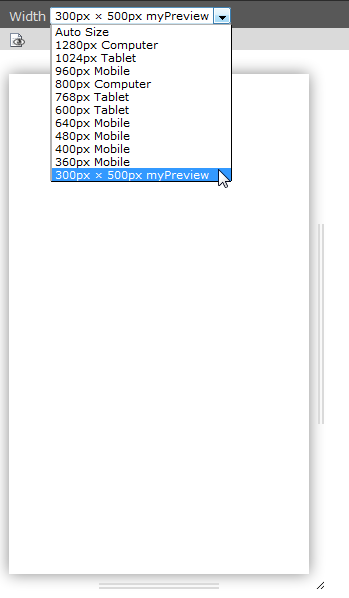 Width 300px × 500px myPreview
Auto Size
1280px Computer
1024px Tablet
960px Mobile
800px Computer
768px Tablet
600px Tablet
640px Mobile
480px Mobile
400px Mobile
360px Mobile
300px × 500px myPreview